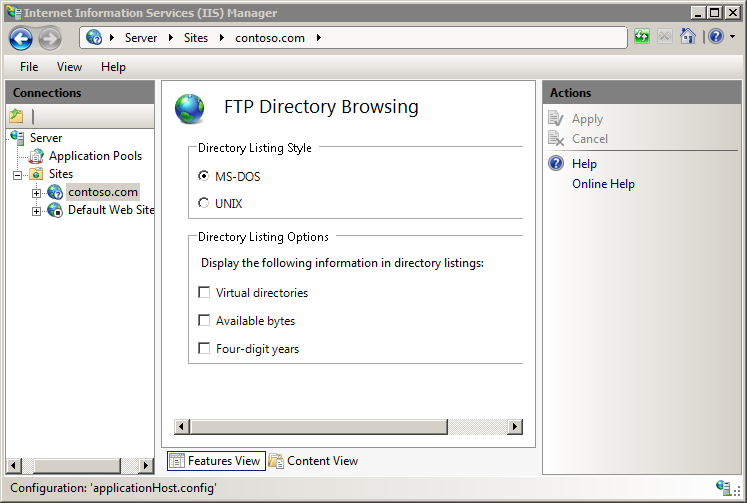 Internet Information Services (IIS) Manager
Server Sites contoso.com
File View Help
Connections
Server
Application Pools
Sites
contoso.com
Default Web Site
FTP Directory Browsing
Directory Listing Style
MS-DOS
UNIX
Directory Listing Options
Display the following information in directory listings:
Virtual directories
Available bytes
Four-digit years
Features View Content View
Actions
Apply
Cancel
Help
Online Help
Configuration: 'applicationHost.config'